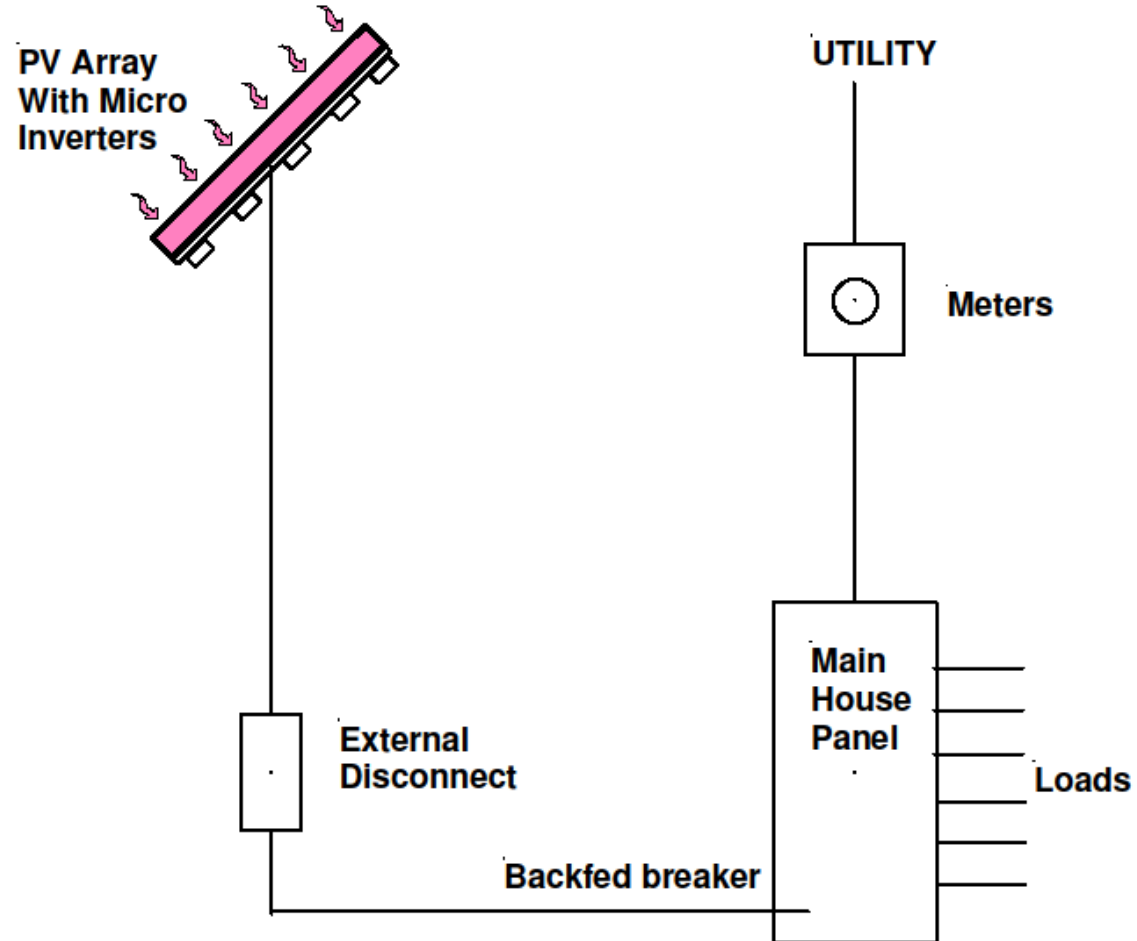 PV Array
With Micro
Inverters
UTILITY
Meters
Main
House
Panel
External
Disconnect
Loads
Backfed breaker